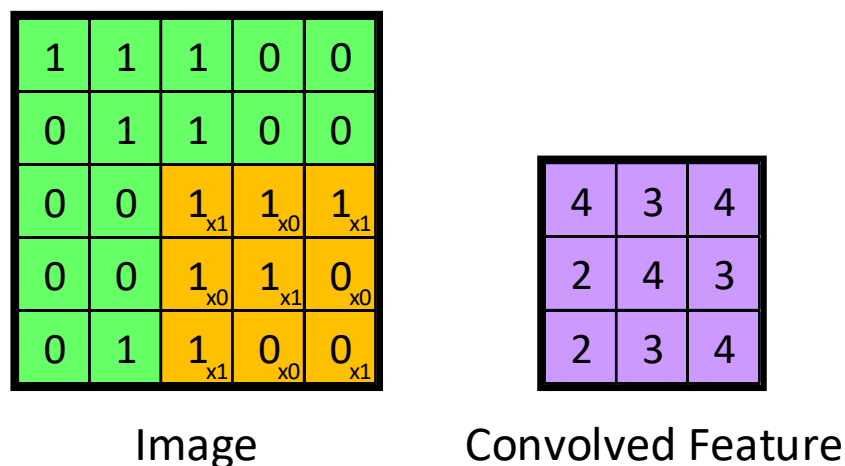 1 1 1 0 0
0 1 1 0 0
0 0 1x1 1x0 1x1
0 0 1x0 1x1 0x0
0 1 1x1 0x0 0x1
4 3 4
2 4 3
2 3 4
Image
Convolved Feature